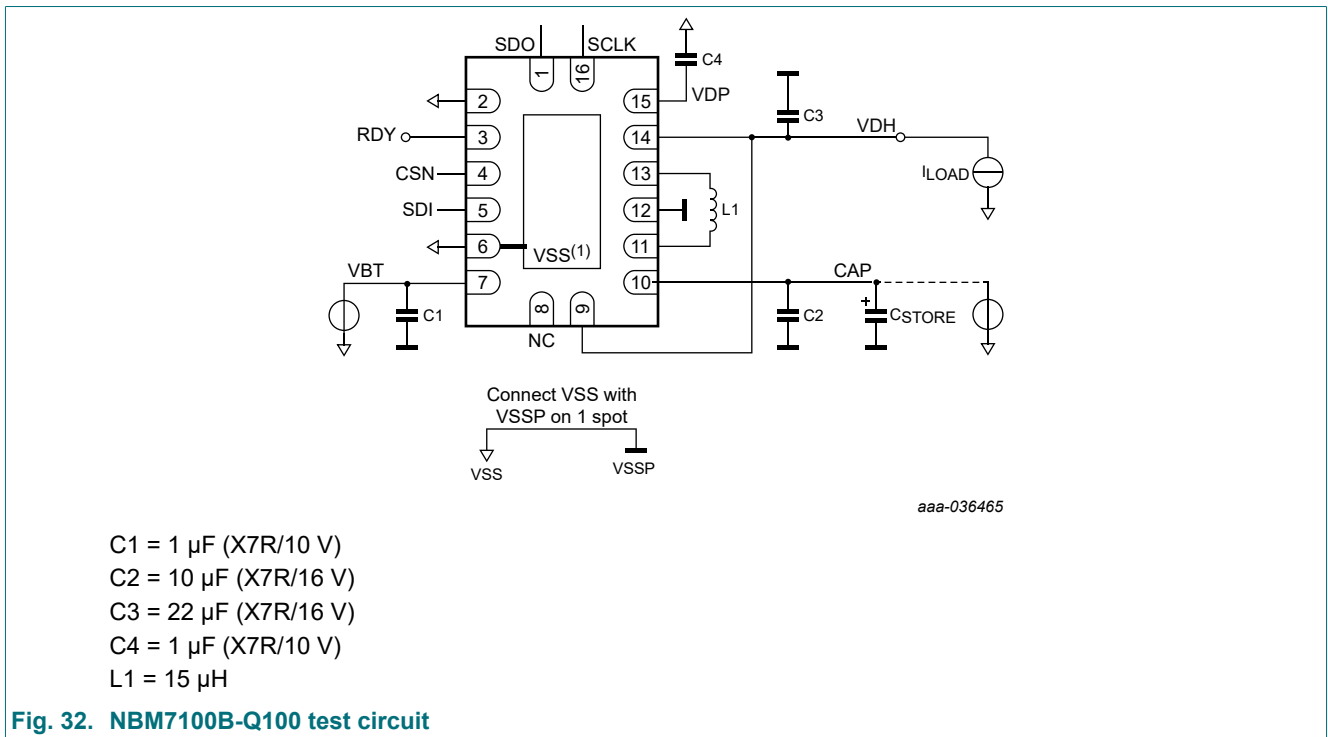 SDO
SCLK
C4
1
16
2
15
VDP
C3
RDY
3
14
VDH
CSN
4
13
ILOAD
SDI
5
12
L1
6
VSS(1)
11
VBT
7
10
CAP
C1
8
9
C2
+
CSTORE
NC
Connect VSS with
VSSP on 1 spot
VSS
VSSP
aaa-036465
C1 = 1 µF (X7R/10 V)
C2 = 10 µF (X7R/16 V)
C3 = 22 µF (X7R/16 V)
C4 = 1 µF (X7R/10 V)
L1 = 15 µH
Fig. 32. NBM7100B-Q100 test circuit